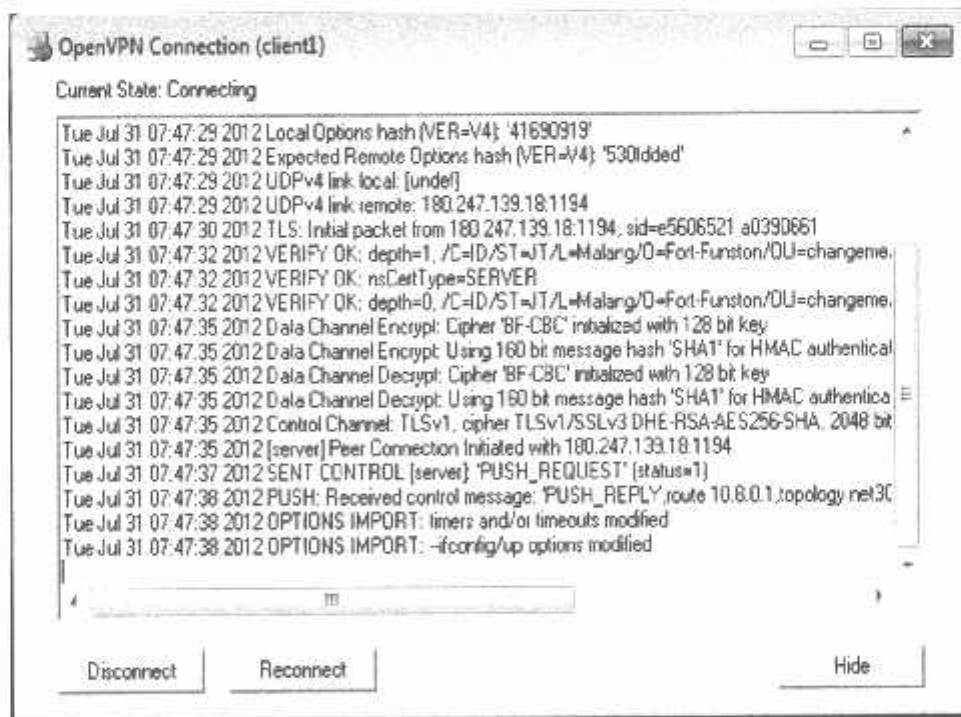 OpenVPN Connection (client1)
Current State: Connecting
Tue Jul 31 07:47:29 2012 Local Options hash (VER=V4): '41690919'
Tue Jul 31 07:47:29 2012 Expected Remote Options hash (VER=V4): '530fdded'
Tue Jul 31 07:47:29 2012 UDPv4 link local: [undef]
Tue Jul 31 07:47:29 2012 UDPv4 link remote: 180.247.139.18:1194
Tue Jul 31 07:47:30 2012 TLS: Initial packet from 180.247.139.18:1194, sid=e5606521 a0390661
Tue Jul 31 07:47:32 2012 VERIFY OK: depth=1, /C=ID/ST=JT/L=Malang/O=Fort-Funston/OU=changeme,
Tue Jul 31 07:47:32 2012 VERIFY OK: nsCertType=SERVER
Tue Jul 31 07:47:32 2012 VERIFY OK: depth=0, /C=ID/ST=JT/L=Malang/O=Fort-Funston/OU=changeme,
Tue Jul 31 07:47:35 2012 Data Channel Encrypt: Cipher 'BF-CBC' initialized with 128 bit key
Tue Jul 31 07:47:35 2012 Data Channel Encrypt: Using 160 bit message hash 'SHA1' for HMAC authenticat
Tue Jul 31 07:47:35 2012 Data Channel Decrypt: Cipher 'BF-CBC' initialized with 128 bit key
Tue Jul 31 07:47:35 2012 Data Channel Decrypt: Using 160 bit message hash 'SHA1' for HMAC authentica
Tue Jul 31 07:47:35 2012 Control Channel: TLSv1, cipher TLSv1/SSLv3 DHE-RSA-AES256-SHA, 2048 bit
Tue Jul 31 07:47:35 2012 [server] Peer Connection Initiated with 180.247.139.18:1194
Tue Jul 31 07:47:37 2012 SENT CONTROL [server]: 'PUSH_REQUEST' (status=1)
Tue Jul 31 07:47:38 2012 PUSH: Received control message: 'PUSH_REPLY,route 10.8.0.1,topology net30
Tue Jul 31 07:47:38 2012 OPTIONS IMPORT: timers and/or timeouts modified
Tue Jul 31 07:47:38 2012 OPTIONS IMPORT: --ifconfig/up options modified
Disconnect
Reconnect
Hide